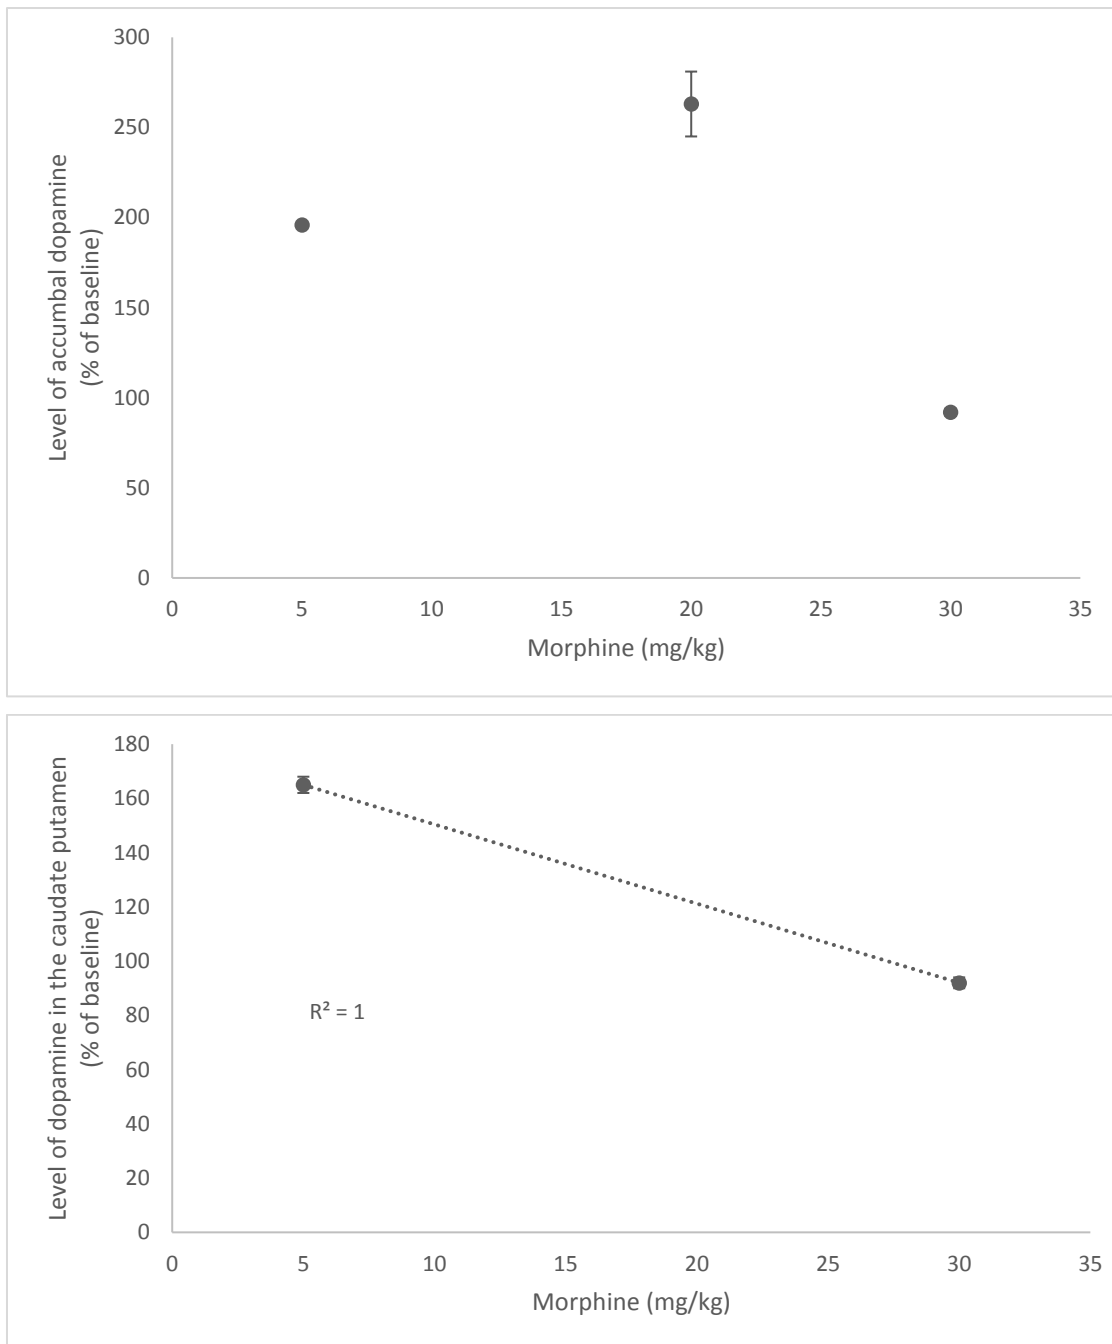 300
250
200
150
100
50
0
Level of accumbal dopamine
(% of baseline)
0 5 10 15 20 25 30 35
Morphine (mg/kg)
180
160
140
120
100
80
60
40
20
0
Level of dopamine in the caudate putamen
(% of baseline)
R² = 1
0 5 10 15 20 25 30 35
Morphine (mg/kg)